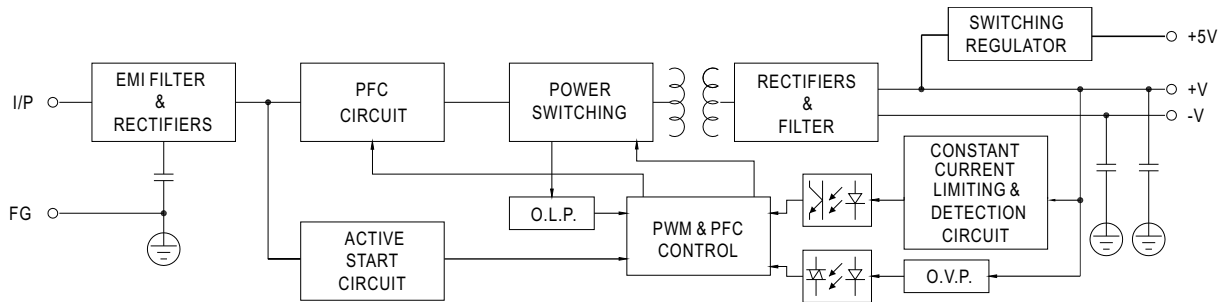 SWITCHING
REGULATOR
+5V
I/P
EMI FILTER
&
RECTIFIERS
PFC
CIRCUIT
POWER
SWITCHING
RECTIFIERS
&
FILTER
+V
-V
FG
O.L.P.
PWM & PFC
CONTROL
CONSTANT
CURRENT
LIMITING &
DETECTION
CIRCUIT
ACTIVE
START
CIRCUIT
O.V.P.